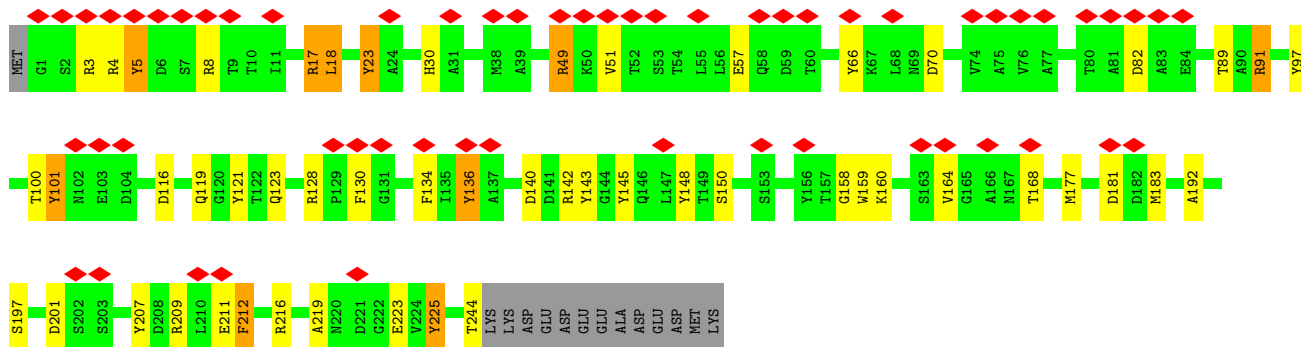 MET G1 S2 R3 R4 Y5 D6 S7 R8 T9 T10 I11 R17 L18 Y23 A24 H30 A31 M38 A39 R49 K50 V51 T52 S53 T54 L55 L56 E57 Q58 D59 T60 Y66 K67 L68 N69 D70 V74 A75 V76 A77 T80 A81 D82 A83 E84 T89 A90 R91 Y97
T100 Y101 N102 E103 D104 D116 Q119 G120 Y121 T122 Q123 R128 P129 F130 G131 F134 I135 Y136 A137 D140 D141 R142 Y143 G144 Y145 Q146 L147 Y148 T149 S150 S153 Y156 T157 G158 W159 K160 S163 V164 G165 A166 N167 T168 M177 D181 D182 M183 A192
S197 D201 S202 S203 Y207 D208 R209 L210 E211 F212 R216 A219 N220 D221 G222 E223 V224 Y225 T244 LYS LYS ASP GLU ASP GLU GLU ALA ASP GLU ASP MET LYS